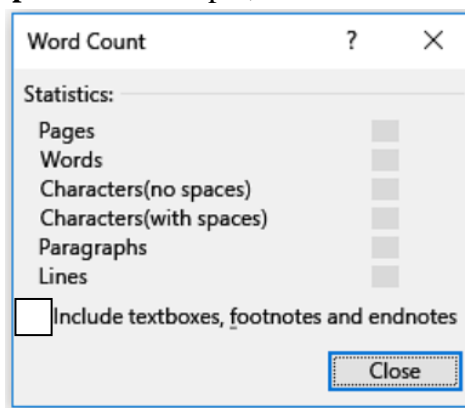 Word Count ? ×
Statistics:
Pages
Words
Characters(no spaces)
Characters(with spaces)
Paragraphs
Lines
Include textboxes, footnotes and endnotes
Close